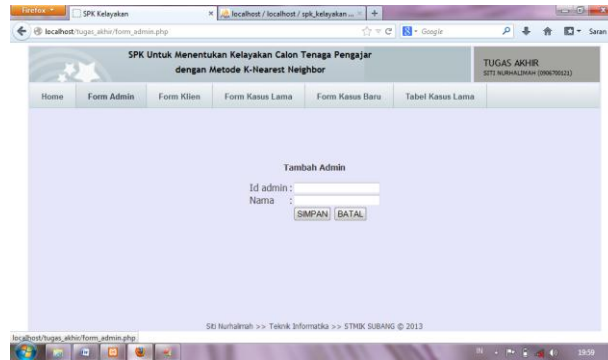 Firefox
SPK Kelayakan
localhost / localhost / spk_kelayakan ...
localhost/tugas_akhir/form_admin.php
Google
Saran
SPK Untuk Menentukan Kelayakan Calon Tenaga Pengajar
dengan Metode K-Nearest Neighbor
TUGAS AKHIR
SITI NURHALIMAH (0906700521)
Home
Form Admin
Form Klien
Form Kasus Lama
Form Kasus Baru
Tabel Kasus Lama
Tambah Admin
Id admin :
Nama :
SIMPAN BATAL
Siti Nurhalimah >> Teknik Informatika >> STMIK SUBANG © 2013
localhost/tugas_akhir/form_admin.php
IN
19:59